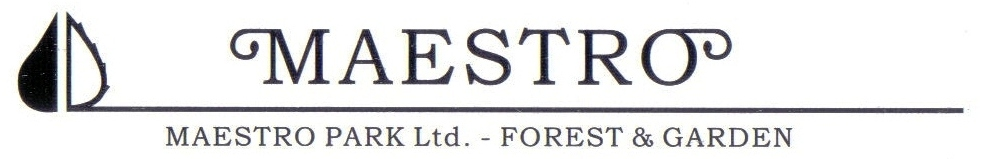 MAESTRO
MAESTRO PARK Ltd. - FOREST & GARDEN